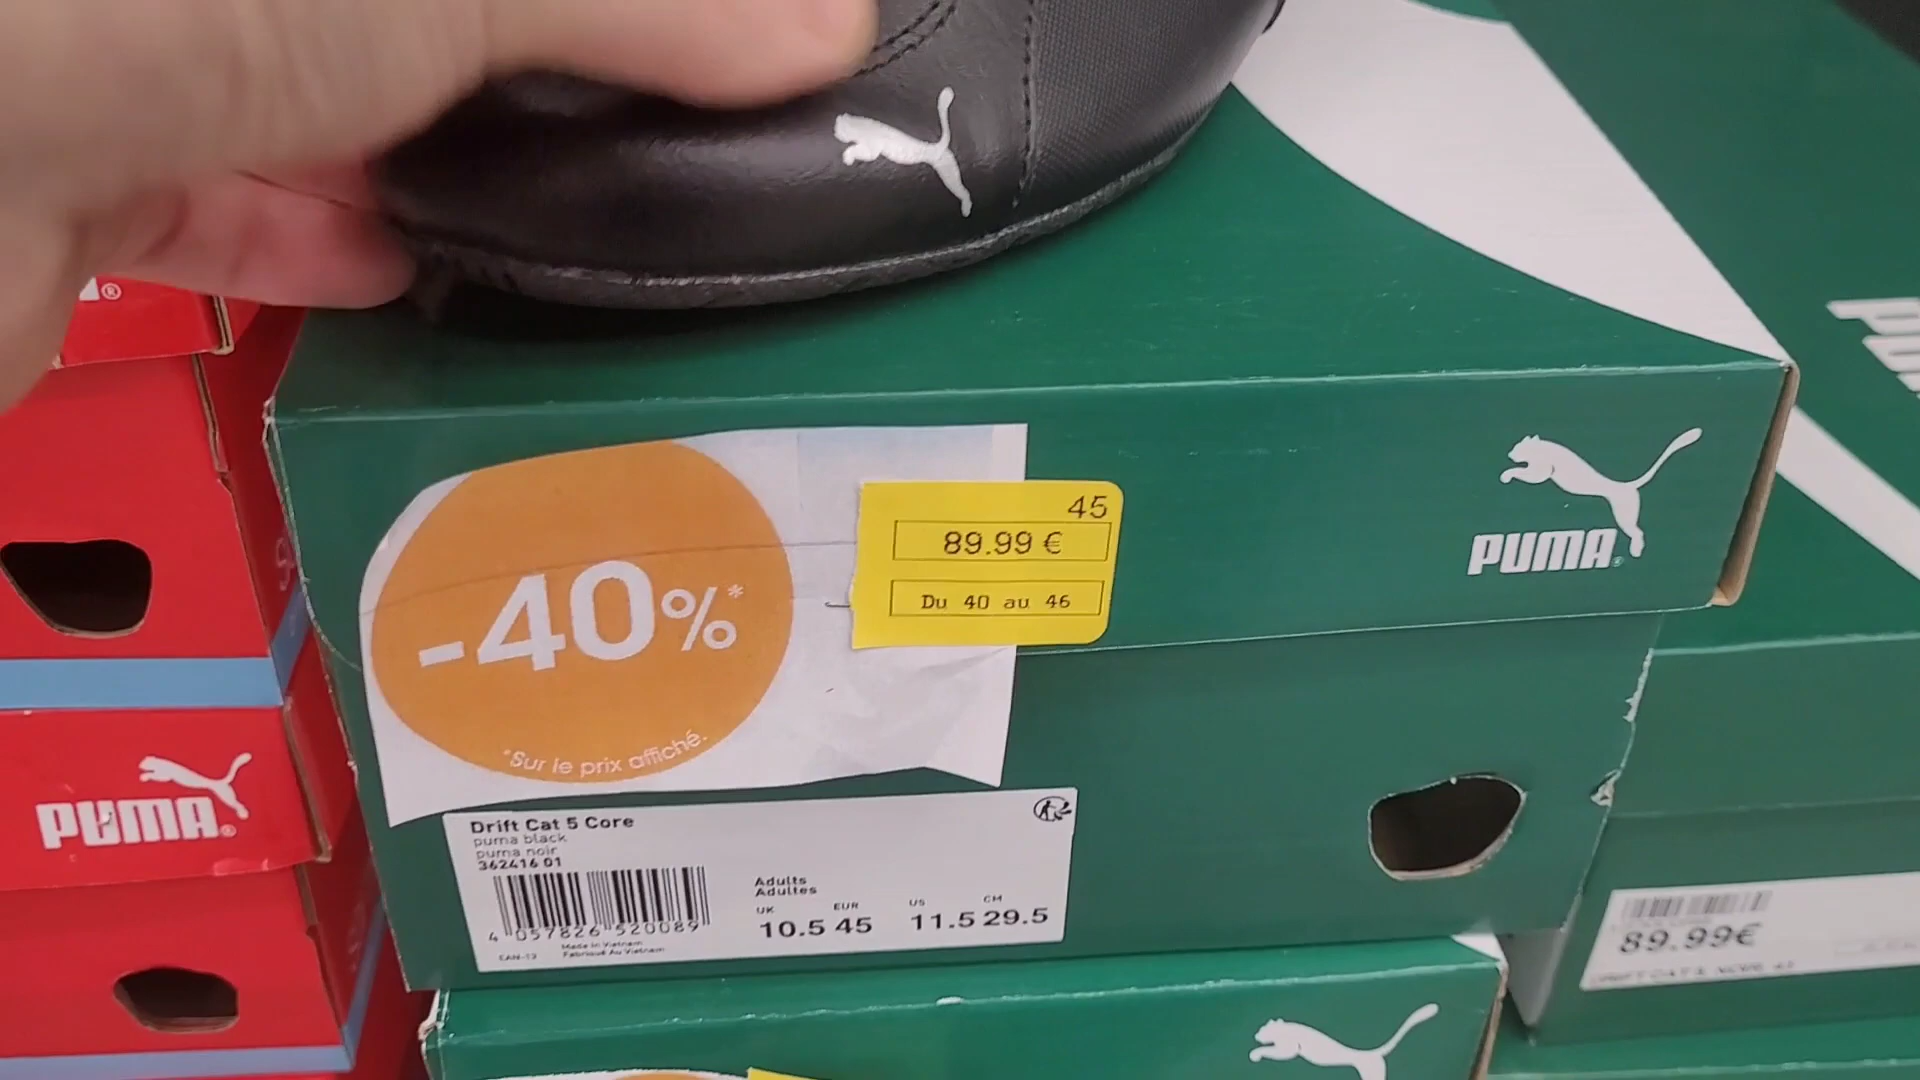 45
89.99 €
Du 40 au 46
PUMA
-40%*
*Sur le prix affiché.
PUMA
Drift Cat 5 Core
puma black
puma noir
362416 01
Adults
Adultes
UK EUR US CM
10.5 45 11.5 29.5
4 057826 520089
Made in Vietnam
Fabriqué Au Vietnam
EAN-13
89.99€